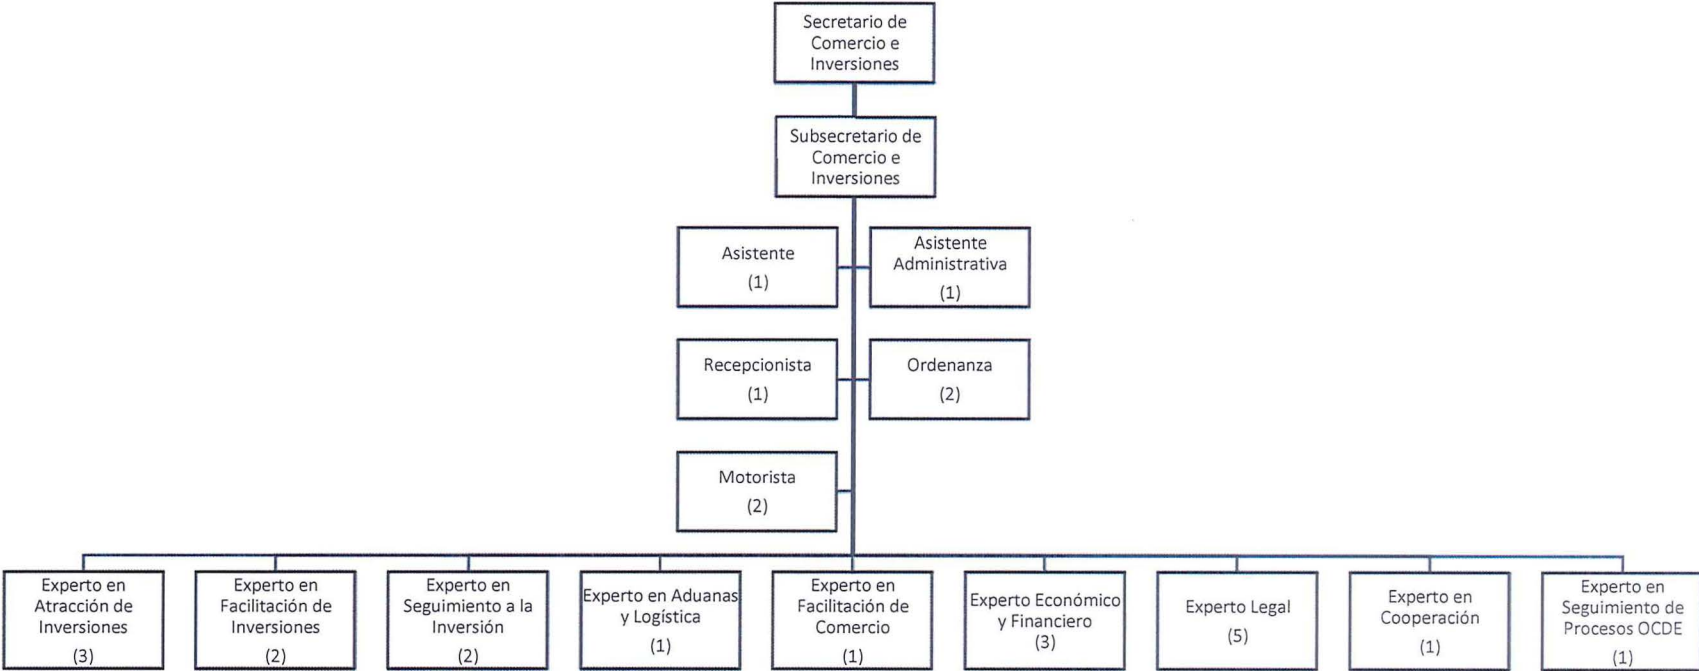 Secretario de
Comercio e
Inversiones
Subsecretario de
Comercio e
Inversiones
Asistente
(1)
Asistente
Administrativa
(1)
Recepcionista
(1)
Ordenanza
(2)
Motorista
(2)
Experto en
Atracción de
Inversiones
(3)
Experto en
Facilitación de
Inversiones
(2)
Experto en
Seguimiento a la
Inversión
(2)
Experto en Aduanas
y Logística
(1)
Experto en
Facilitación de
Comercio
(1)
Experto Económico
y Financiero
(3)
Experto Legal
(5)
Experto en
Cooperación
(1)
Experto en
Seguimiento de
Procesos OCDE
(1)